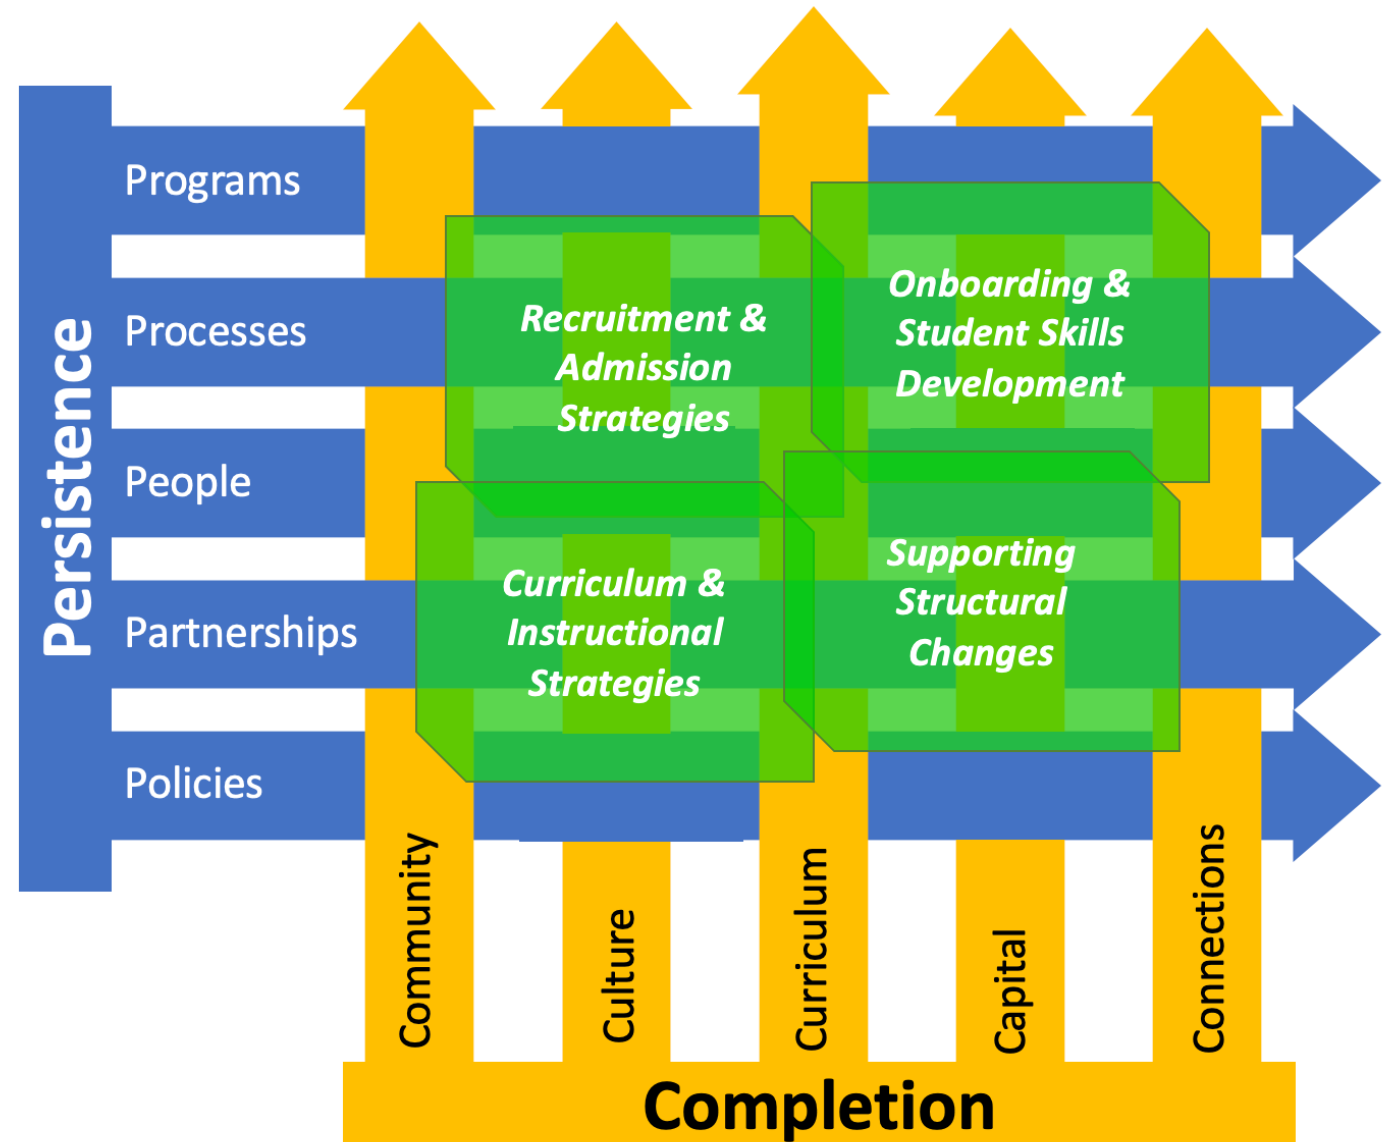 Persistence
Programs
Processes
People
Partnerships
Policies
Recruitment &
Admission
Strategies
Onboarding &
Student Skills
Development
Curriculum &
Instructional
Strategies
Supporting
Structural
Changes
Community
Culture
Curriculum
Capital
Connections
Completion